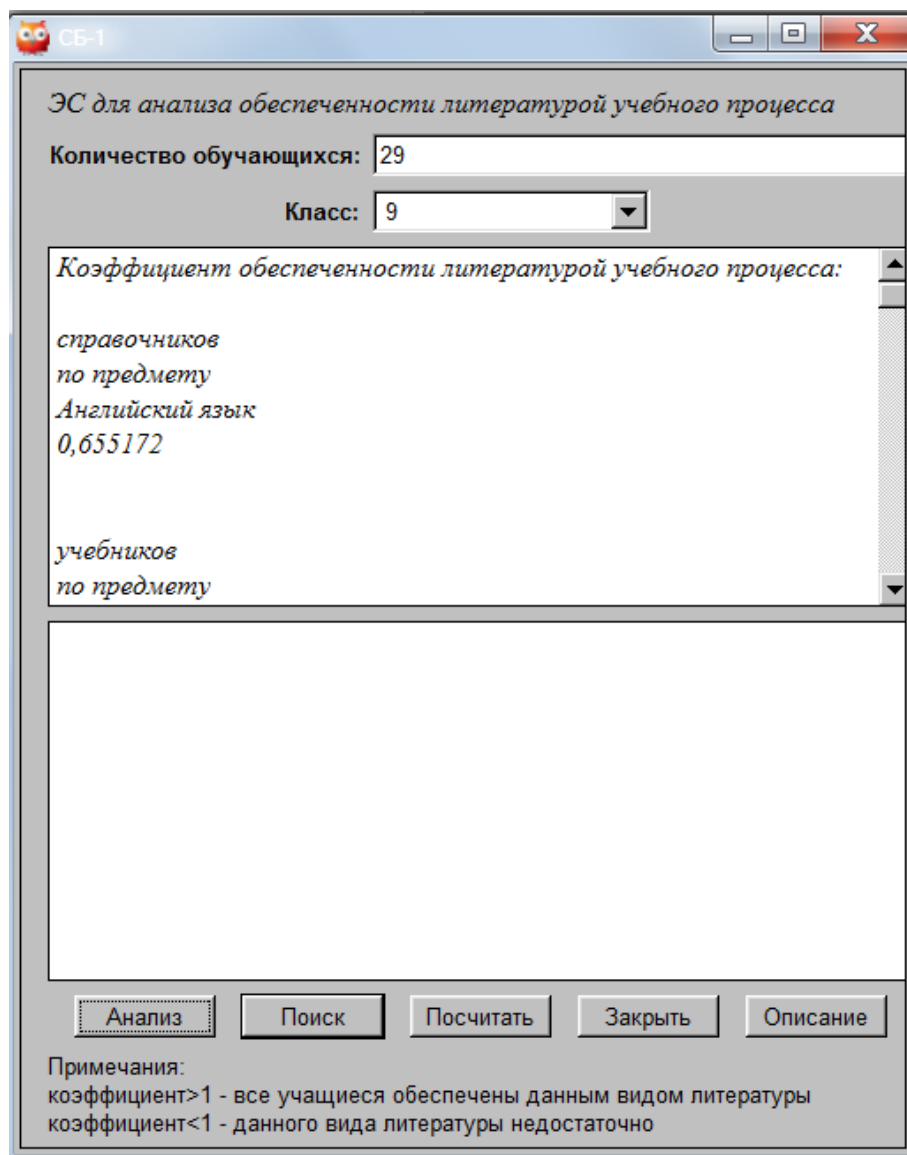 СБ-1
ЭС для анализа обеспеченности литературой учебного процесса
Количество обучающихся: 29
Класс: 9
Коэффициент обеспеченности литературой учебного процесса:
справочников
по предмету
Английский язык
0,655172
учебников
по предмету
Анализ Поиск Посчитать Закрыть Описание
Примечания:
коэффициент>1 - все учащиеся обеспечены данным видом литературы
коэффициент<1 - данного вида литературы недостаточно